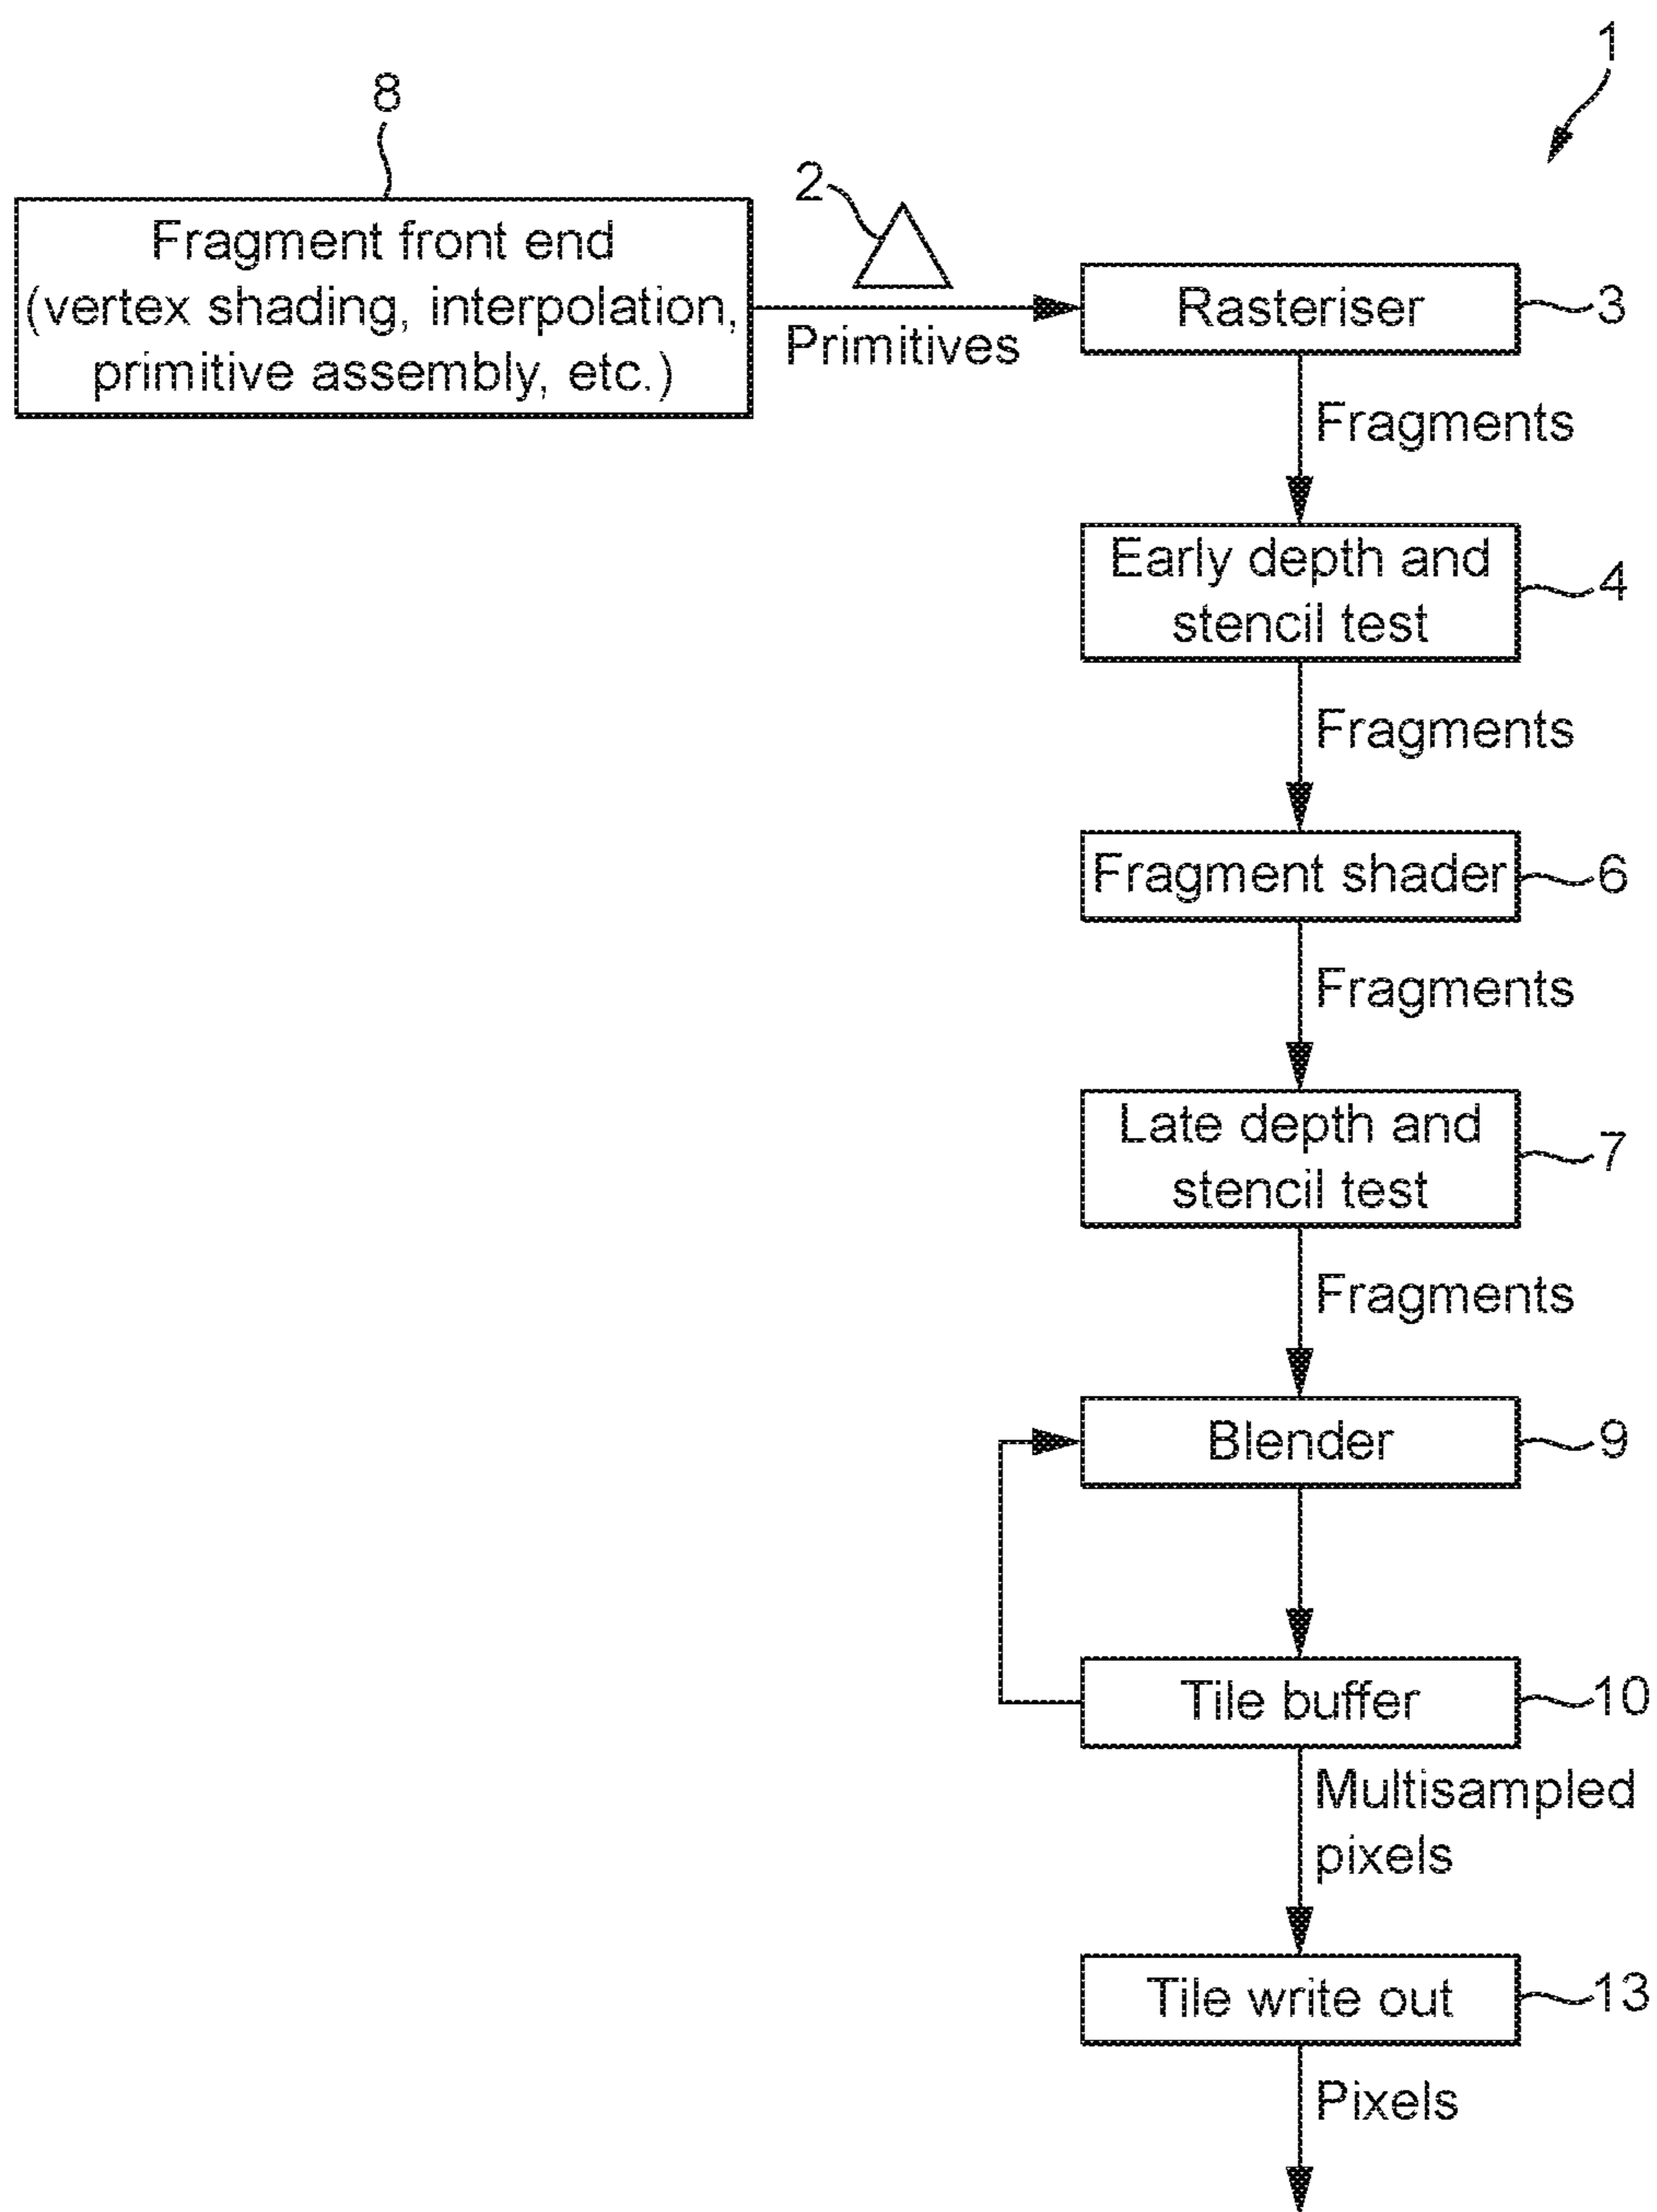 1
8
2
Fragment front end
(vertex shading, interpolation,
primitive assembly, etc.)
Primitives
Rasteriser
3
Fragments
Early depth and
stencil test
4
Fragments
Fragment shader
6
Fragments
Late depth and
stencil test
7
Fragments
Blender
9
Tile buffer
10
Multisampled
pixels
Tile write out
13
Pixels